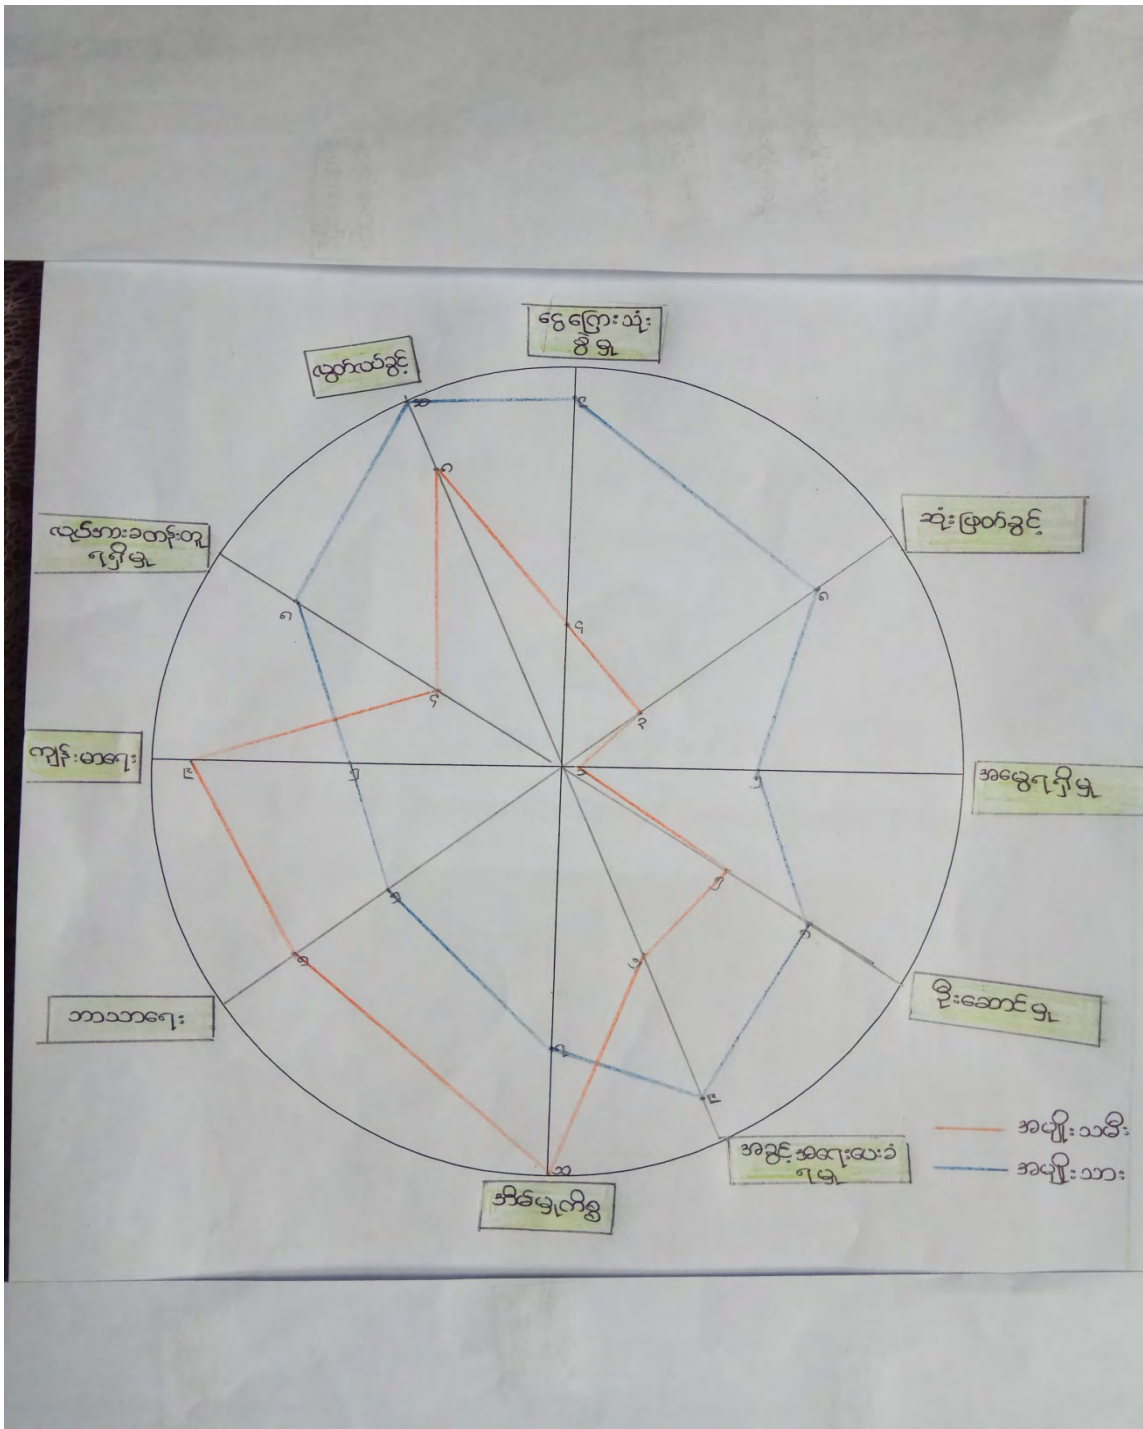 ငွေကြေးသုံး
စွဲမှု
လွတ်လပ်ခွင့်
ဆုံးဖြတ်ခွင့်
လုပ်အားခတန်းတူ
ရရှိမှု
ကျန်းမာရေး
အမွေရရှိမှု
ဘာသာရေး
ဦးဆောင်မှု
အခွင့်အရေးပေးခံ
ရမှု
အိမ်မှုကိစ္စ
အမျိုးသမီး
အမျိုးသား